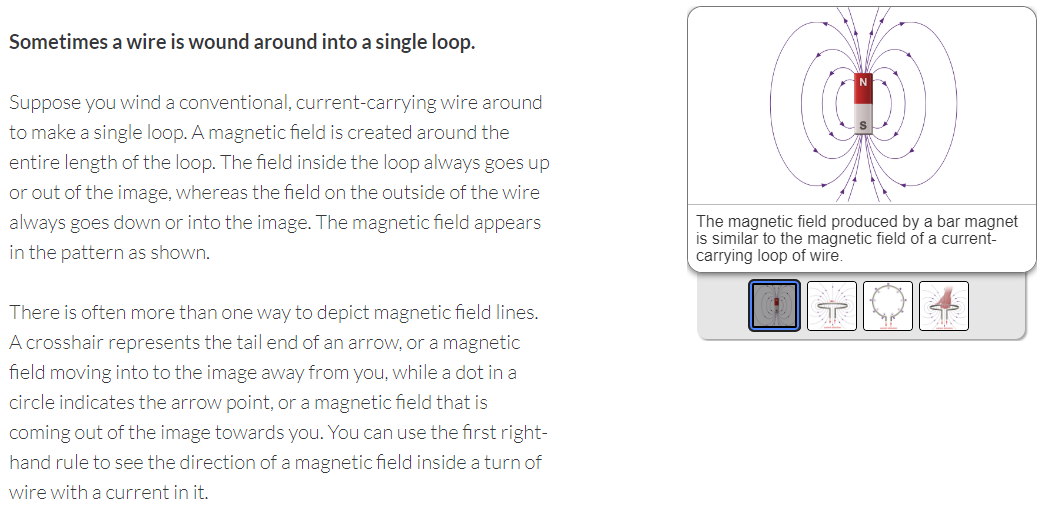 Sometimes a wire is wound around into a single loop.
Suppose you wind a conventional, current-carrying wire around
to make a single loop. A magnetic field is created around the
entire length of the loop. The field inside the loop always goes up
or out of the image, whereas the field on the outside of the wire
always goes down or into the image. The magnetic field appears
in the pattern as shown.
There is often more than one way to depict magnetic field lines.
A crosshair represents the tail end of an arrow, or a magnetic
field moving into to the image away from you, while a dot in a
circle indicates the arrow point, or a magnetic field that is
coming out of the image towards you. You can use the first right-
hand rule to see the direction of a magnetic field inside a turn of
wire with a current in it.
N
S
The magnetic field produced by a bar magnet
is similar to the magnetic field of a current-
carrying loop of wire.